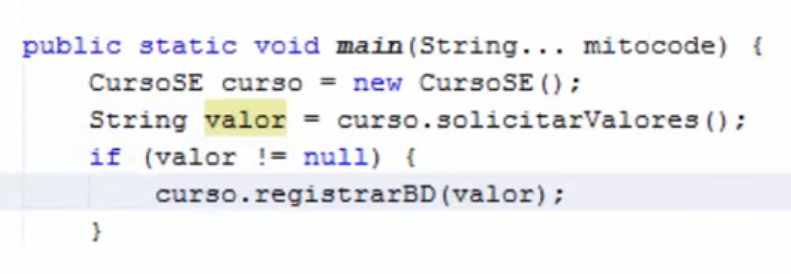 public static void main(String... mitocode) {
CursoSE curso = new CursoSE();
String valor = curso.solicitarValores();
if (valor != null) {
curso.registrarBD(valor);
}